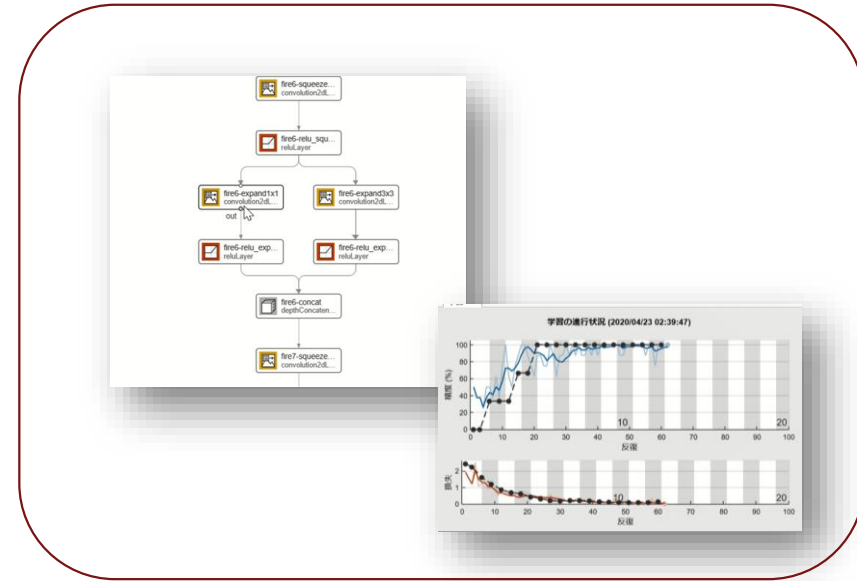 fire6-squeeze...
convolution2dL...
fire6-relu_squ...
reluLayer
fire6-expand1x1
convolution2dL...
fire6-expand3x3
convolution2dL...
out
fire6-relu_exp...
reluLayer
fire6-relu_exp...
reluLayer
fire6-concat
depthConcaten...
fire7-squeeze...
convolution2dL...
学習の進行状況 (2020/04/23 02:39:47)
精度 (%)
100
80
60
40
20
0
10 20
0 10 20 30 40 50 60 70 80 90 100
反復
損失
2
1
0
10 20
0 10 20 30 40 50 60 70 80 90 100
反復